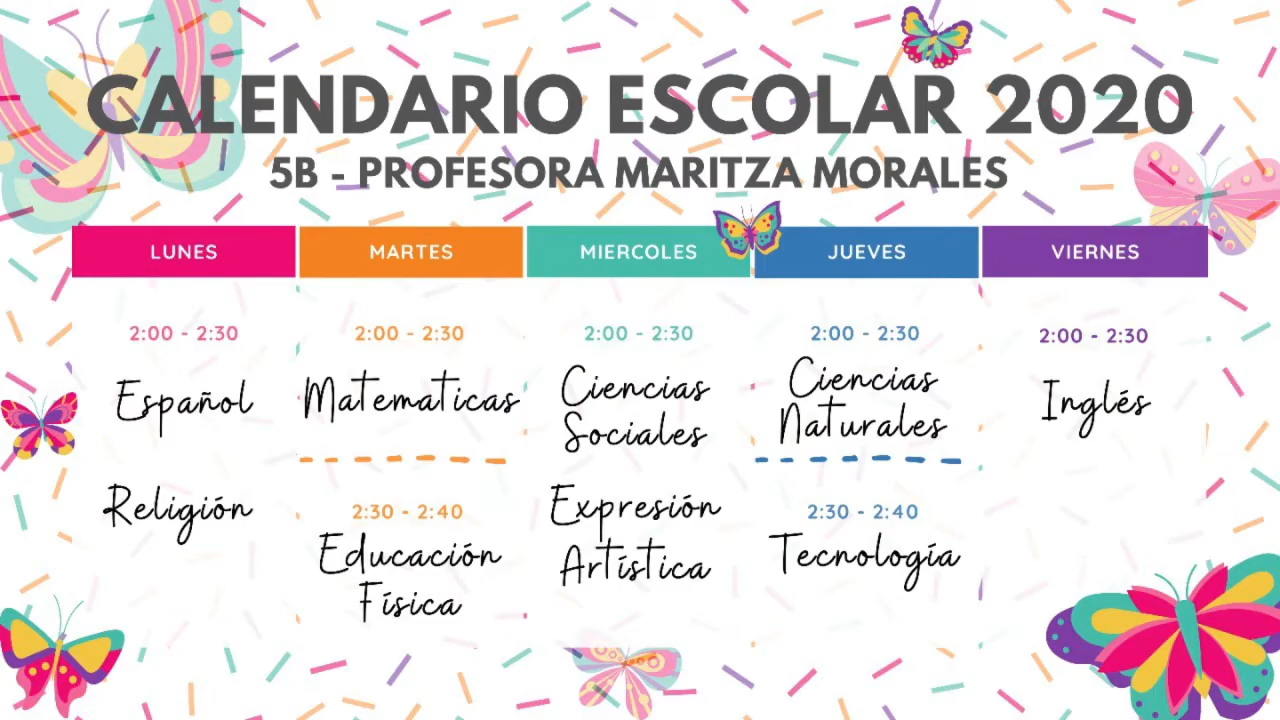 CALENDARIO ESCOLAR 2020
5B - PROFESORA MARITZA MORALES
LUNES
2:00 - 2:30
Español
Religión
MARTES
2:00 - 2:30
Matematicas
2:30 - 2:40
Educación
Física
MIERCOLES
2:00 - 2:30
Ciencias
Sociales
Expresión
Artística
JUEVES
2:00 - 2:30
Ciencias
Naturales
2:30 - 2:40
Tecnología
VIERNES
2:00 - 2:30
Inglés